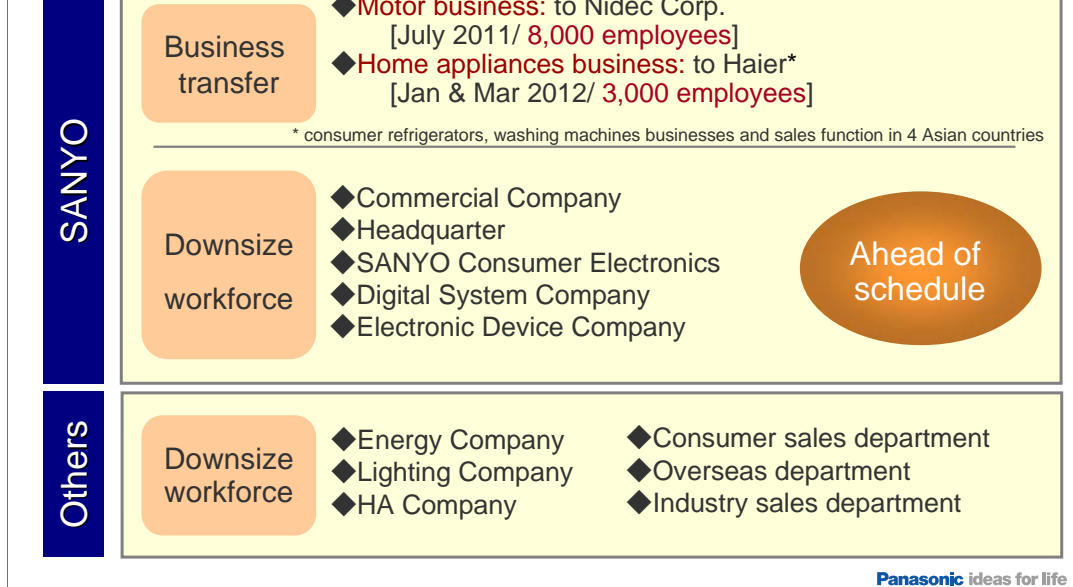 SANYO
Business
transfer
◆Motor business: to Nidec Corp.
[July 2011/ 8,000 employees]
◆Home appliances business: to Haier*
[Jan & Mar 2012/ 3,000 employees]
* consumer refrigerators, washing machines businesses and sales function in 4 Asian countries
Downsize
workforce
◆Commercial Company
◆Headquarter
◆SANYO Consumer Electronics
◆Digital System Company
◆Electronic Device Company
Ahead of
schedule
Others
Downsize
workforce
◆Energy Company
◆Lighting Company
◆HA Company
◆Consumer sales department
◆Overseas department
◆Industry sales department
Panasonic ideas for life